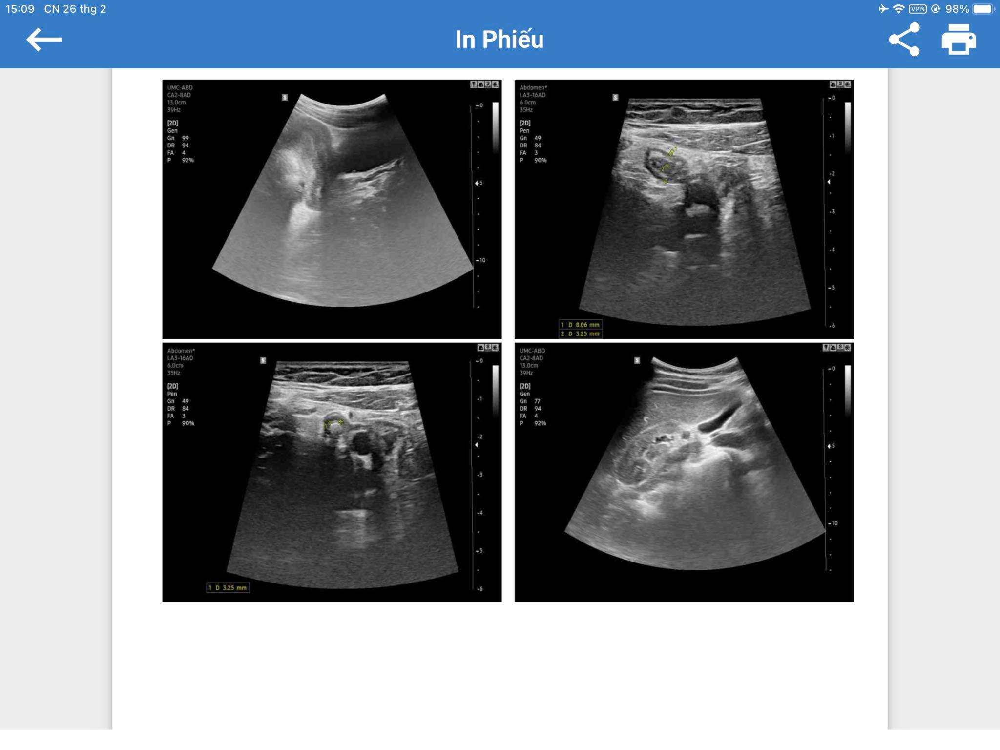 15:09 CN 26 thg 2
VPN 98%
In Phiếu
UMC-ABD
CA2-8AD
13.0cm
39Hz
[2D]
Gen
Gn 99
DR 94
FA 4
P 92%
S
0
5
10
Abdomen*
LA3-16AD
6.0cm
35Hz
[2D]
Pen
Gn 49
DR 84
FA 3
P 90%
S
0
1
2
3
4
5
6
1
2
1 D 8.06 mm
2 D 3.25 mm
Abdomen*
LA3-16AD
6.0cm
35Hz
[2D]
Pen
Gn 49
DR 84
FA 3
P 90%
S
0
1
2
3
4
5
6
1
1 D 3.25 mm
UMC-ABD
CA2-8AD
13.0cm
39Hz
[2D]
Gen
Gn 77
DR 94
FA 4
P 92%
S
0
5
10